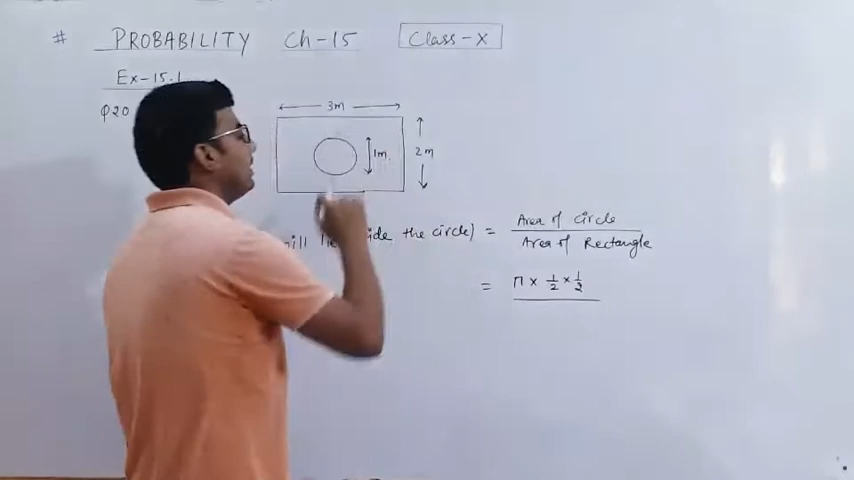 # PROBABILITY Ch-15 Class-X
Ex-15.1
Q20
3m
1m.
2m
the circle) = Area of circle
Area of Rectangle
= π × 1/2 × 1/2